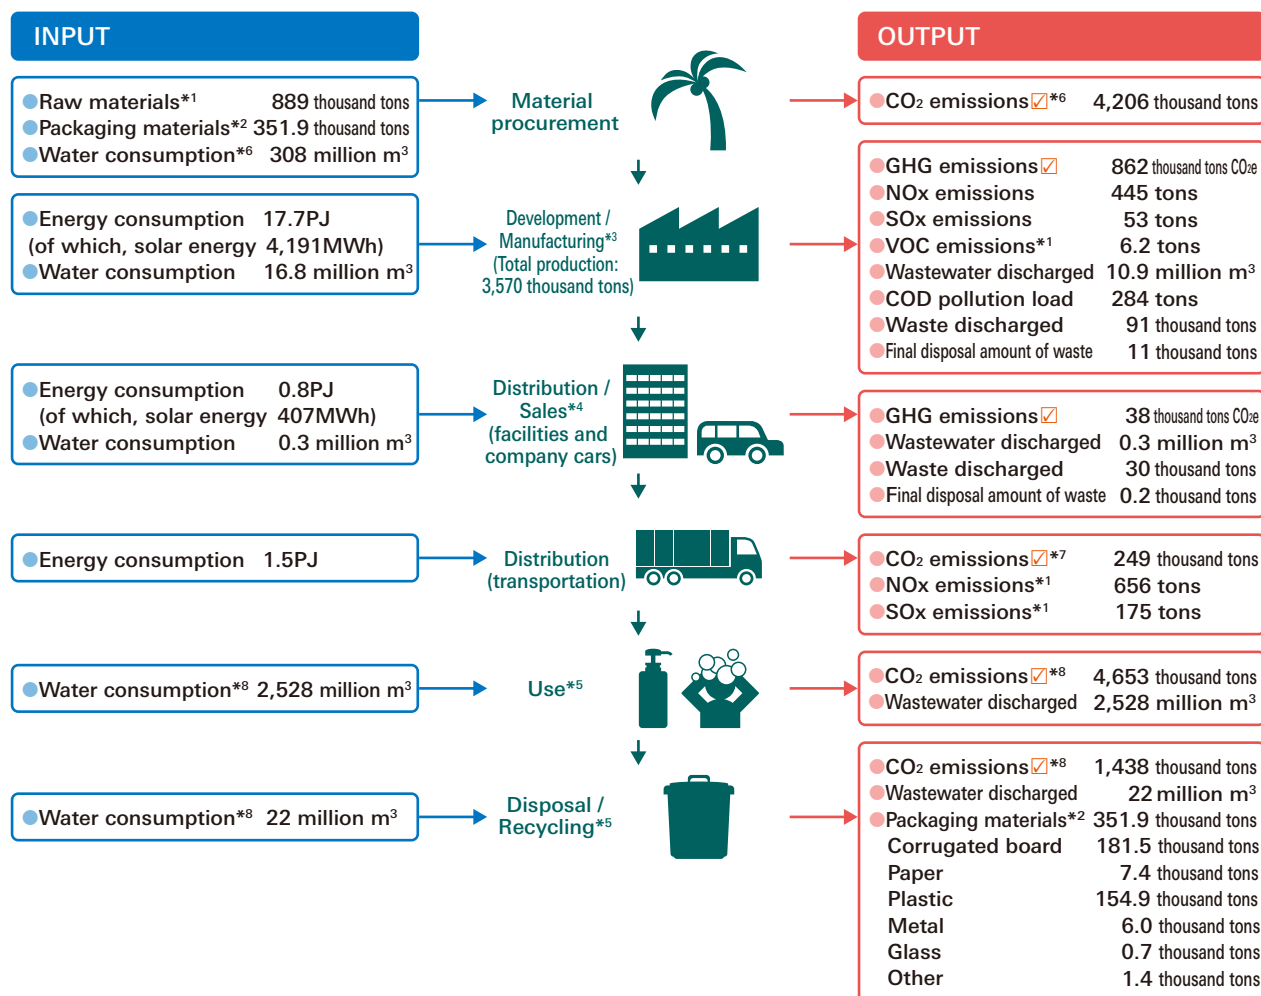 INPUT
●Raw materials*1 889 thousand tons
●Packaging materials*2 351.9 thousand tons
●Water consumption*6 308 million m³
●Energy consumption 17.7PJ
(of which, solar energy 4,191MWh)
●Water consumption 16.8 million m³
●Energy consumption 0.8PJ
(of which, solar energy 407MWh)
●Water consumption 0.3 million m³
●Energy consumption 1.5PJ
●Water consumption*8 2,528 million m³
●Water consumption*8 22 million m³
Material
procurement
Development /
Manufacturing*3
(Total production:
3,570 thousand tons)
Distribution /
Sales*4
(facilities and
company cars)
Distribution
(transportation)
Use*5
Disposal /
Recycling*5
OUTPUT
●CO₂ emissions☑*6 4,206 thousand tons
●GHG emissions☑ 862 thousand tons CO₂e
●NOx emissions 445 tons
●SOx emissions 53 tons
●VOC emissions*1 6.2 tons
●Wastewater discharged 10.9 million m³
●COD pollution load 284 tons
●Waste discharged 91 thousand tons
●Final disposal amount of waste 11 thousand tons
●GHG emissions☑ 38 thousand tons CO₂e
●Wastewater discharged 0.3 million m³
●Waste discharged 30 thousand tons
●Final disposal amount of waste 0.2 thousand tons
●CO₂ emissions☑*7 249 thousand tons
●NOx emissions*1 656 tons
●SOx emissions*1 175 tons
●CO₂ emissions☑*8 4,653 thousand tons
●Wastewater discharged 2,528 million m³
●CO₂ emissions☑*8 1,438 thousand tons
●Wastewater discharged 22 million m³
●Packaging materials*2 351.9 thousand tons
Corrugated board 181.5 thousand tons
Paper 7.4 thousand tons
Plastic 154.9 thousand tons
Metal 6.0 thousand tons
Glass 0.7 thousand tons
Other 1.4 thousand tons